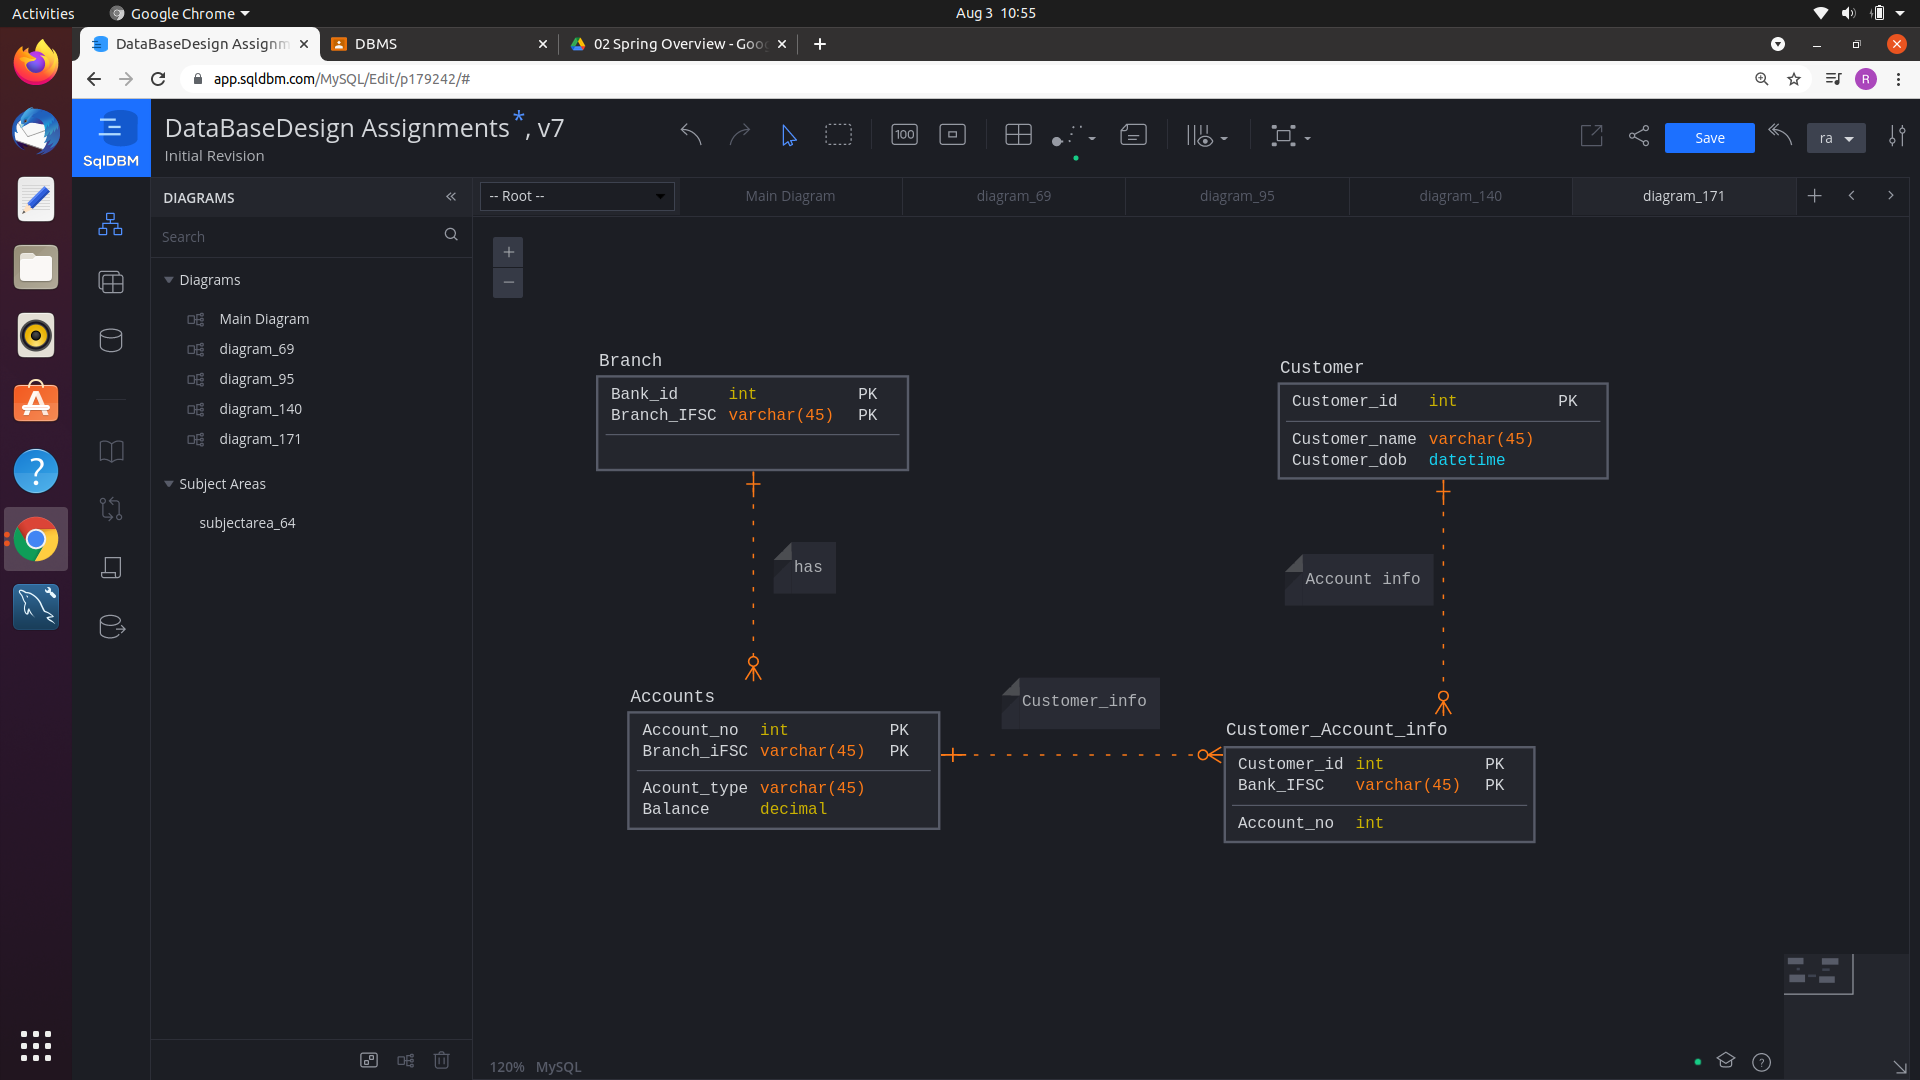 Activities
Google Chrome
Aug 3 10:55
DataBaseDesign Assignm
DBMS
02 Spring Overview - Goo
app.sqldbm.com/MySQL/Edit/p179242/#
R
SqlDBM
DataBaseDesign Assignments*, v7
Initial Revision
100
Save
ra
DIAGRAMS
-- Root --
Main Diagram
diagram_69
diagram_95
diagram_140
diagram_171
Search
Diagrams
Main Diagram
diagram_69
diagram_95
diagram_140
diagram_171
Subject Areas
subjectarea_64
Branch
Bank_id int PK
Branch_IFSC varchar(45) PK
Customer
Customer_id int PK
Customer_name varchar(45)
Customer_dob datetime
has
Account info
Accounts
Account_no int PK
Branch_iFSC varchar(45) PK
Acount_type varchar(45)
Balance decimal
Customer_info
Customer_Account_info
Customer_id int PK
Bank_IFSC varchar(45) PK
Account_no int
120% MySQL